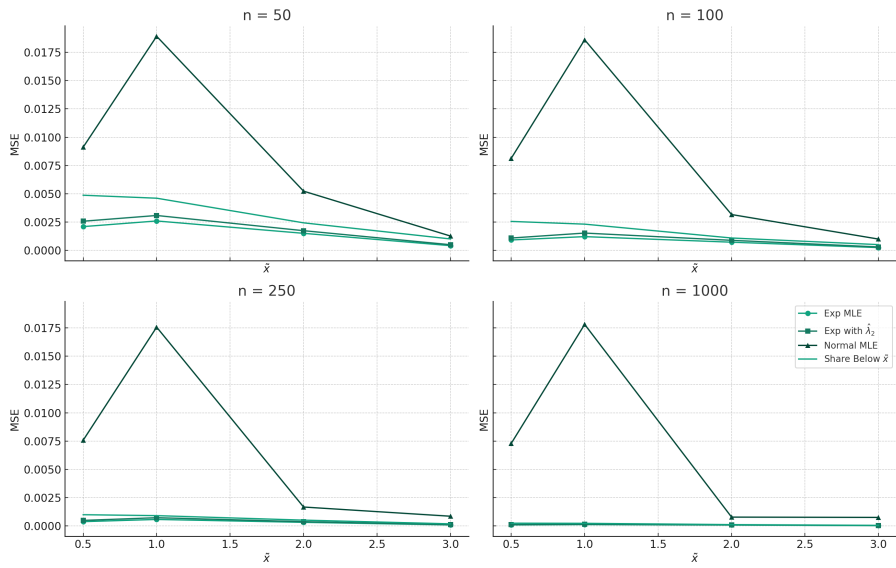 n = 50
n = 100
MSE
0.0175
0.0150
0.0125
0.0100
0.0075
0.0050
0.0025
0.0000
x̃
MSE
x̃
n = 250
n = 1000
MSE
0.0175
0.0150
0.0125
0.0100
0.0075
0.0050
0.0025
0.0000
0.5 1.0 1.5 2.0 2.5 3.0
x̃
MSE
Exp MLE
Exp with λ̂₂
Normal MLE
Share Below x̃
0.5 1.0 1.5 2.0 2.5 3.0
x̃